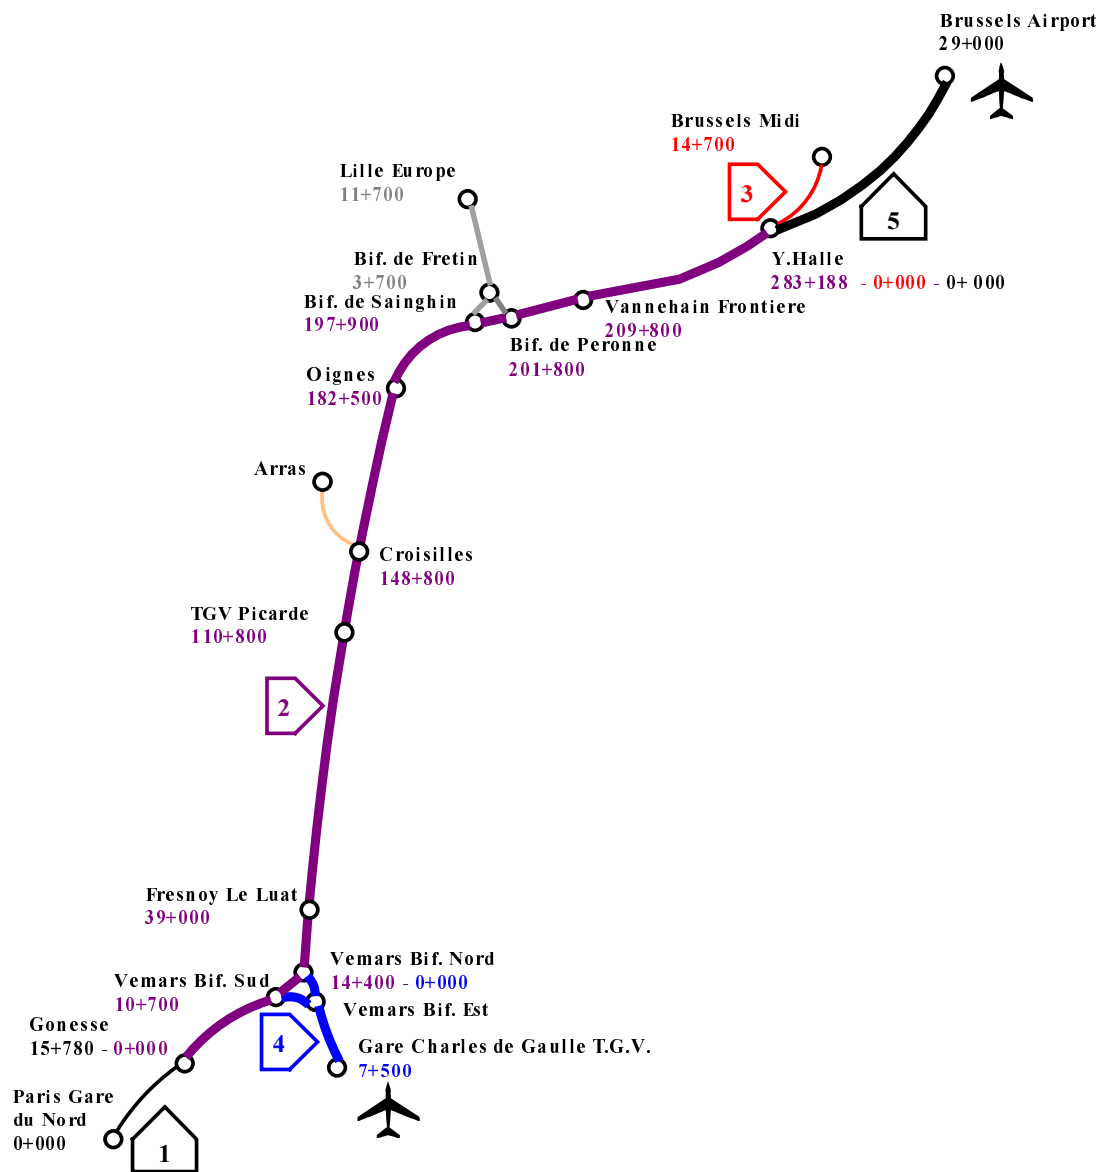 Brussels Airport
29+000
Brussels Midi
14+700
3
5
Lille Europe
11+700
Bif. de Fretin
3+700
Bif. de Sainghin
197+900
Y.Halle
283+188 - 0+000 - 0+ 000
Vannehain Frontiere
209+800
Bif. de Peronne
201+800
Oignes
182+500
Arras
Croisilles
148+800
TGV Picarde
110+800
2
Fresnoy Le Luat
39+000
Vemars Bif. Nord
14+400 - 0+000
Vemars Bif. Sud
10+700
Vemars Bif. Est
Gonesse
15+780 - 0+000
4
Gare Charles de Gaulle T.G.V.
7+500
Paris Gare
du Nord
0+000
1